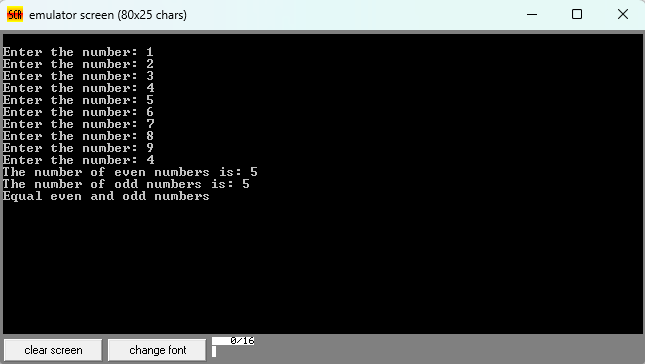 emulator screen (80x25 chars)
Enter the number: 1
Enter the number: 2
Enter the number: 3
Enter the number: 4
Enter the number: 5
Enter the number: 6
Enter the number: 7
Enter the number: 8
Enter the number: 9
Enter the number: 4
The number of even numbers is: 5
The number of odd numbers is: 5
Equal even and odd numbers
clear screen
change font
0/16